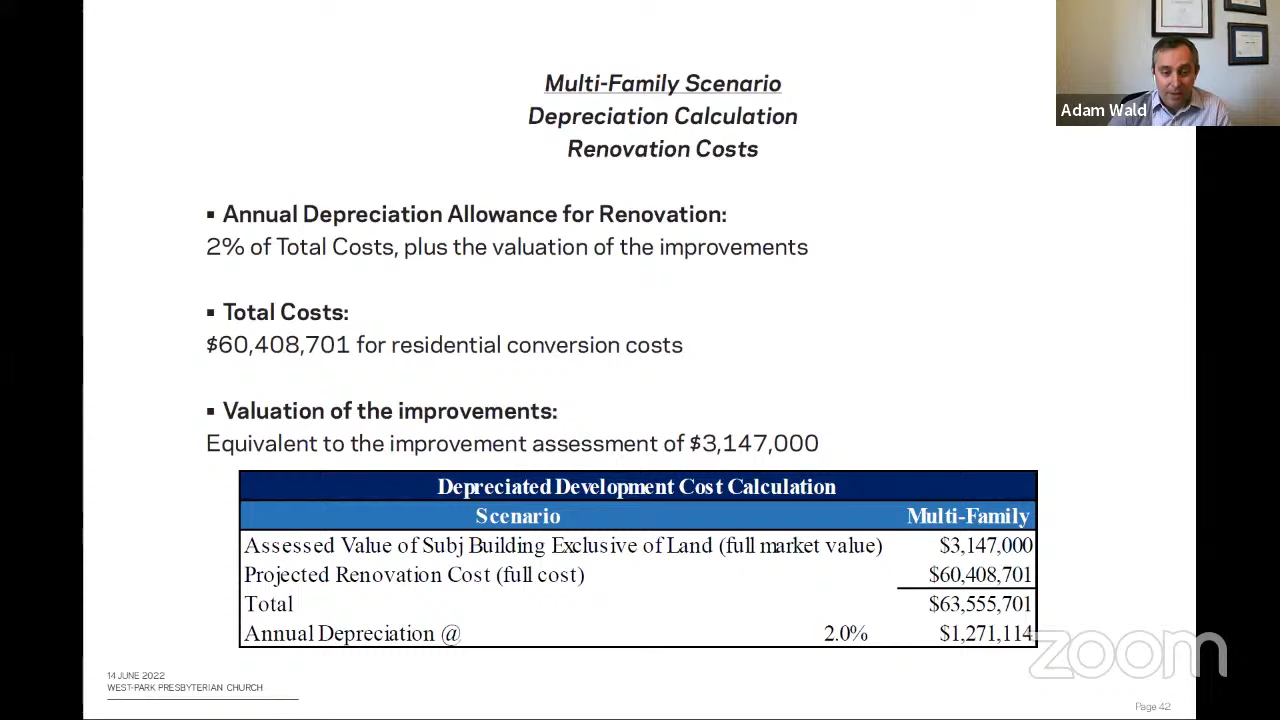 Multi-Family Scenario
Depreciation Calculation
Renovation Costs
Adam Wald
▪ Annual Depreciation Allowance for Renovation:
2% of Total Costs, plus the valuation of the improvements
▪ Total Costs:
$60,408,701 for residential conversion costs
▪ Valuation of the improvements:
Equivalent to the improvement assessment of $3,147,000
Depreciated Development Cost Calculation
Scenario Multi-Family
Assessed Value of Subj Building Exclusive of Land (full market value) $3,147,000
Projected Renovation Cost (full cost) $60,408,701
Total $63,555,701
Annual Depreciation @ 2.0% $1,271,114
zoom
14 JUNE 2022
WEST-PARK PRESBYTERIAN CHURCH
Page 42